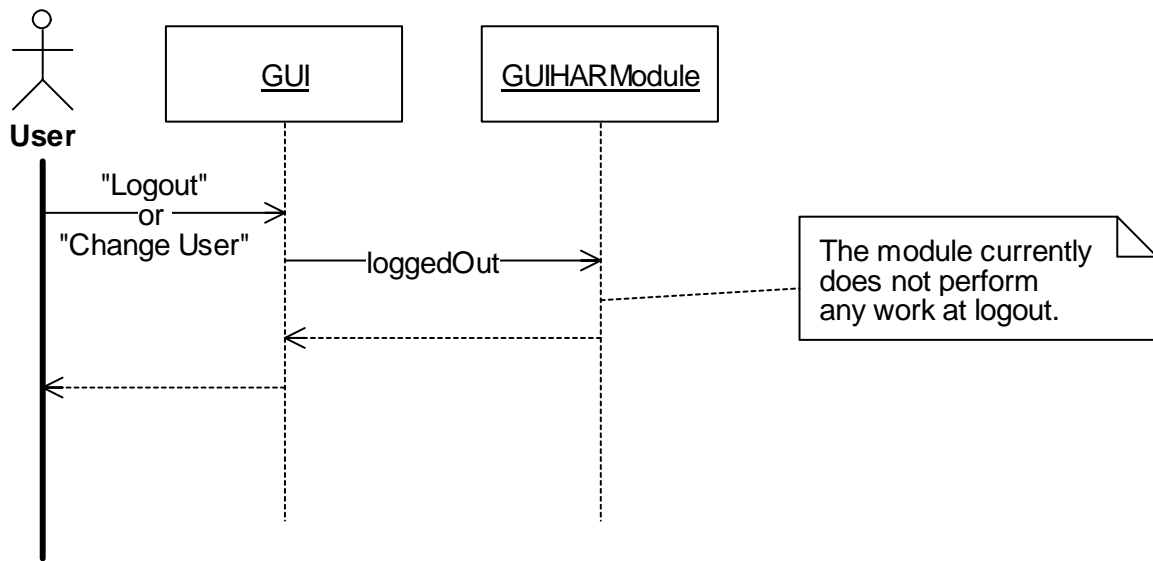 GUI
GUIHARModule
User
"Logout"
or
"Change User"
loggedOut
The module currently
does not perform
any work at logout.